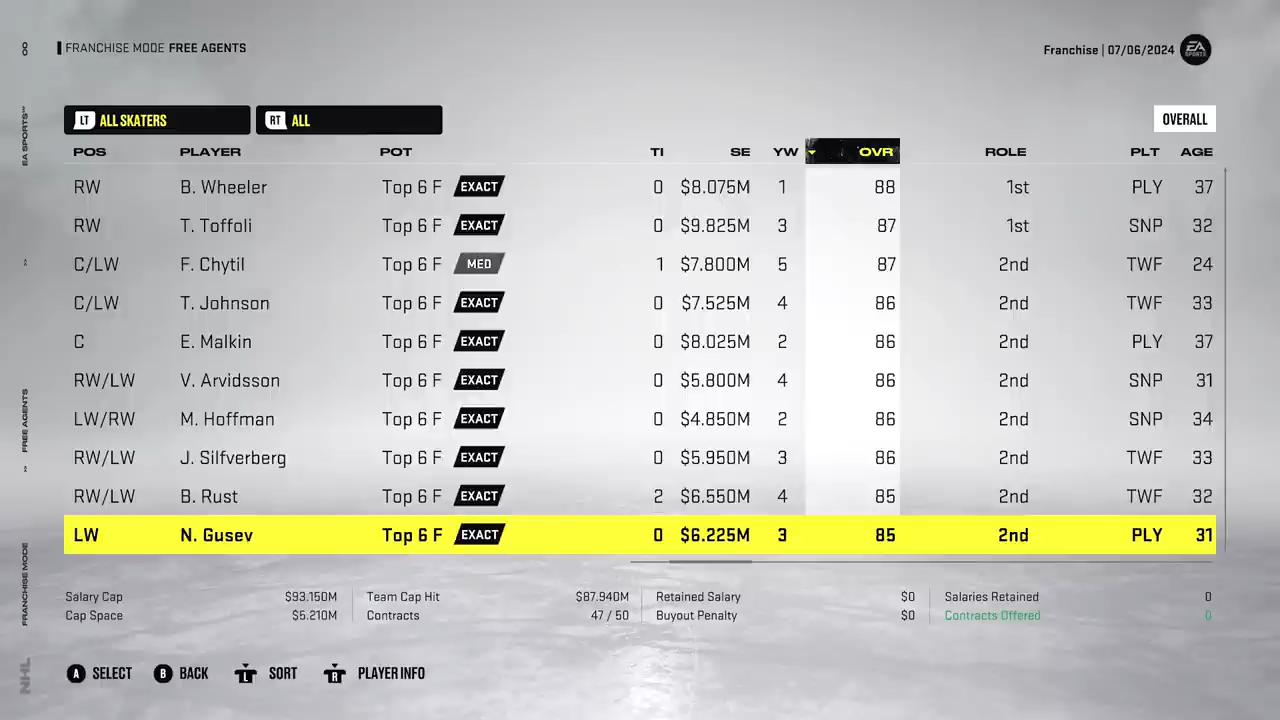 FRANCHISE MODE FREE AGENTS
Franchise | 07/06/2024
EA SPORTS
LT ALL SKATERS RT ALL OVERALL
POS PLAYER POT TI SE YW OVR ROLE PLT AGE
RW B. Wheeler Top 6 F EXACT 0 $8.075M 1 88 1st PLY 37
RW T. Toffoli Top 6 F EXACT 0 $9.825M 3 87 1st SNP 32
C/LW F. Chytil Top 6 F MED 1 $7.800M 5 87 2nd TWF 24
C/LW T. Johnson Top 6 F EXACT 0 $7.525M 4 86 2nd TWF 33
C E. Malkin Top 6 F EXACT 0 $8.025M 2 86 2nd PLY 37
RW/LW V. Arvidsson Top 6 F EXACT 0 $5.800M 4 86 2nd SNP 31
LW/RW M. Hoffman Top 6 F EXACT 0 $4.850M 2 86 2nd SNP 34
RW/LW J. Silfverberg Top 6 F EXACT 0 $5.950M 3 86 2nd TWF 33
RW/LW B. Rust Top 6 F EXACT 2 $6.550M 4 85 2nd TWF 32
LW N. Gusev Top 6 F EXACT 0 $6.225M 3 85 2nd PLY 31
Salary Cap $93.150M Team Cap Hit $87.940M Retained Salary $0 Salaries Retained 0
Cap Space $5.210M Contracts 47 / 50 Buyout Penalty $0 Contracts Offered 0
A SELECT B BACK L SORT R PLAYER INFO
NHL FRANCHISE MODE >> FREE AGENTS >> EA SPORTS™